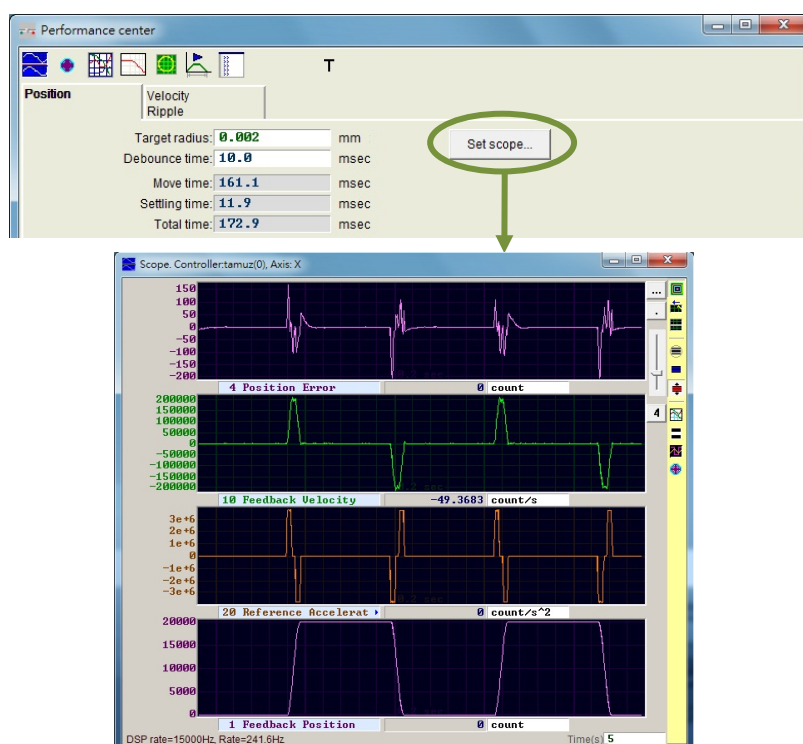 Performance center
T
Position
Velocity
Ripple
Target radius: 0.002 mm
Set scope...
Debounce time: 10.0 msec
Move time: 161.1 msec
Settling time: 11.9 msec
Total time: 172.9 msec
Scope. Controller:tamuz(0), Axis: X
150
100
50
0
-50
-100
-150
-200
...
.
4 Position Error 0 count
200000
150000
100000
50000
0
-50000
-100000
-150000
-200000
4
10 Feedback Velocity -49.3683 count/s
3e+6
2e+6
1e+6
0
-1e+6
-2e+6
-3e+6
20 Reference Accelerat 0 count/s^2
20000
15000
10000
5000
0
1 Feedback Position 0 count
DSP rate=15000Hz, Rate=241.6Hz
Time(s) 5